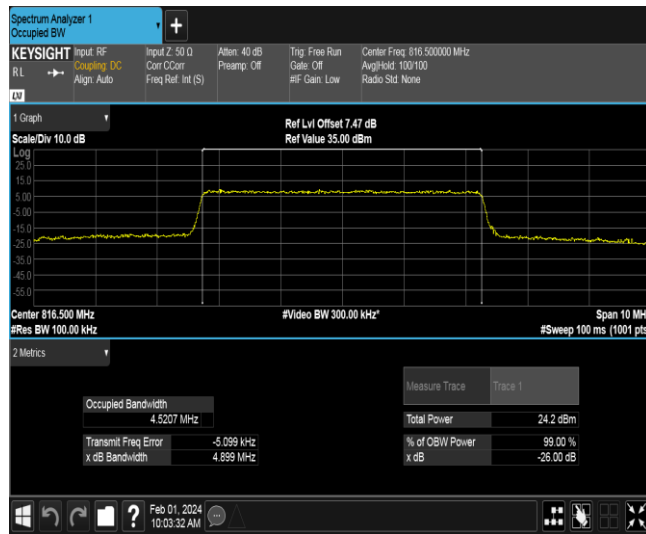 Spectrum Analyzer 1
Occupied BW
+
KEYSIGHT Input: RF Input Z: 50 Ω Atten: 40 dB Trig: Free Run Center Freq: 816.500000 MHz
RL Coupling: DC Corr CCorr Preamp: Off Gate: Off Avg|Hold: 100/100
Align: Auto Freq Ref: Int (S) #IF Gain: Low Radio Std: None
LXI
1 Graph
Ref Lvl Offset 7.47 dB
Scale/Div 10.0 dB Ref Value 35.00 dBm
Log
25.0
15.0
5.00
-5.00
-15.0
-25.0
-35.0
-45.0
-55.0
Center 816.500 MHz #Video BW 300.00 kHz* Span 10 MH
#Res BW 100.00 kHz #Sweep 100 ms (1001 pts
2 Metrics
Measure Trace Trace 1
Occupied Bandwidth
4.5207 MHz Total Power 24.2 dBm
Transmit Freq Error -5.099 kHz % of OBW Power 99.00 %
x dB Bandwidth 4.899 MHz x dB -26.00 dB
? Feb 01, 2024
10:03:32 AM